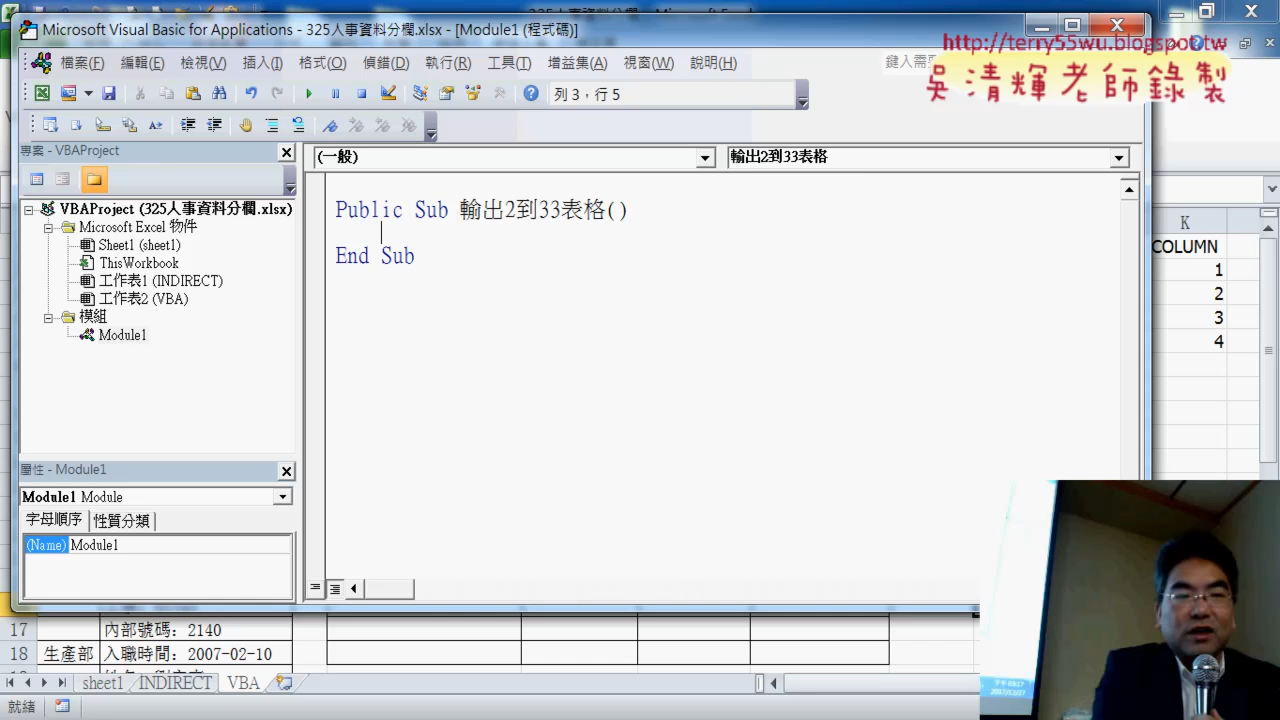 Microsoft Visual Basic for Applications - 325人事資料分欄.xlsx - [Module1 (程式碼)]
http://terry55wu.blogspot.tw
吳清輝老師錄製
檔案(F) 編輯(E) 檢視(V) 插入(I) 格式(O) 偵錯(D) 執行(R) 工具(T) 增益集(A) 視窗(W) 說明(H)
列 3，行 5
專案 - VBAProject
(一般)
輸出2到33表格
VBAProject (325人事資料分欄.xlsx)
Microsoft Excel 物件
Sheet1 (sheet1)
ThisWorkbook
工作表1 (INDIRECT)
工作表2 (VBA)
模組
Module1
Public Sub 輸出2到33表格()
End Sub
K
COLUMN
1
2
3
4
屬性 - Module1
Module1 Module
字母順序 性質分類
(Name) Module1
17 內部號碼：2140
18 生產部 入職時間：2007-02-10
sheet1 INDIRECT VBA
就緒